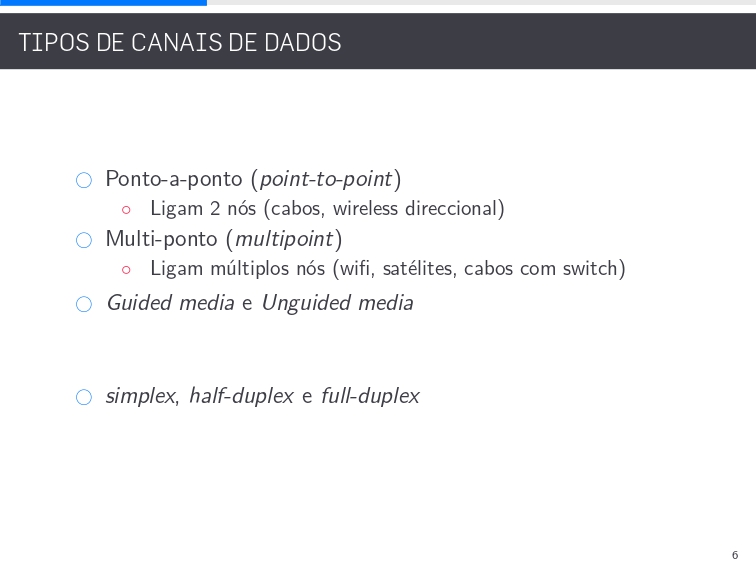 TIPOS DE CANAIS DE DADOS
Ponto-a-ponto (point-to-point)
Ligam 2 nós (cabos, wireless direccional)
Multi-ponto (multipoint)
Ligam múltiplos nós (wifi, satélites, cabos com switch)
Guided media e Unguided media
simplex, half-duplex e full-duplex
6